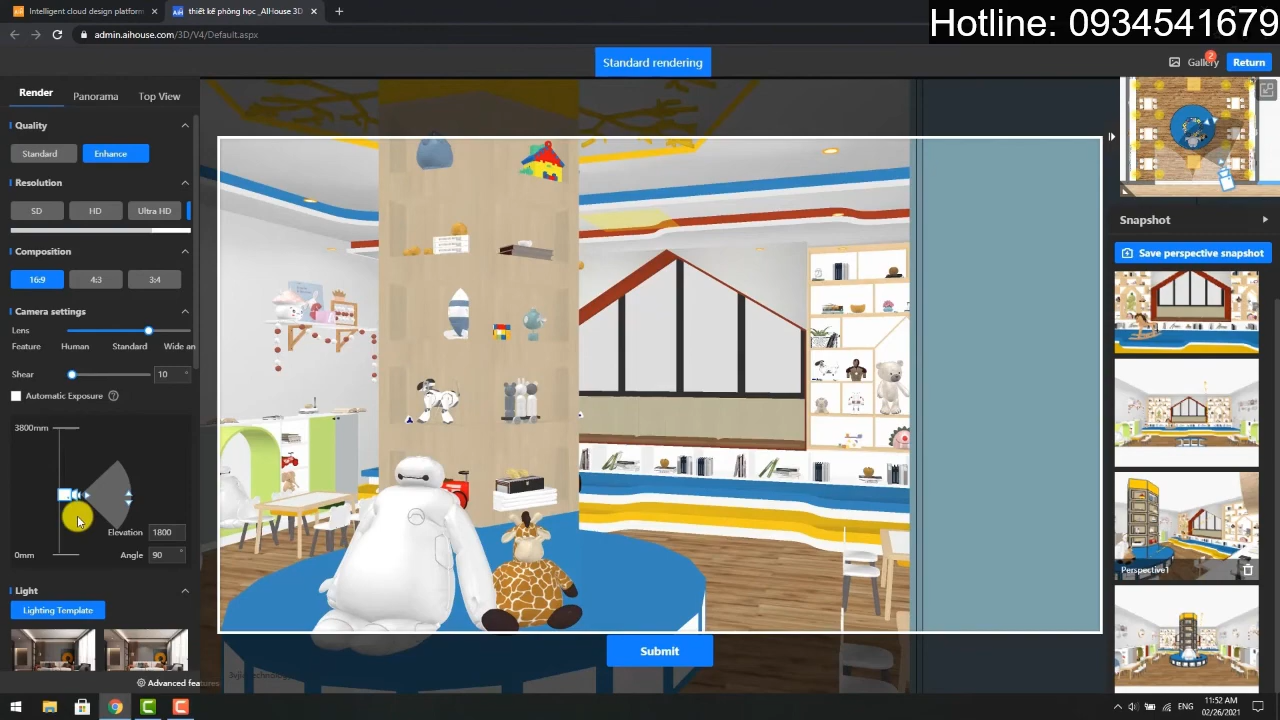 Intelligent cloud design platform
thiết kế phòng học _AIHouse 3D
Hotline: 0934541679
admin.aihouse.com/3D/V4/Default.aspx
Standard rendering
Gallery
2
Return
Render
Panorama
Top View
Quality
Standard
Enhance
Resolution
SD
HD
Ultra HD
Composition
16:9
4:3
3:4
Camera settings
Lens
Feature
Human
Standard
Wide an
Shear
10
°
Automatic Exposure
?
3800mm
Elevation
1800
0mm
Angle
90
°
Light
Lighting Template
Advanced features
Snapshot
Save perspective snapshot
Perspective1
Submit
ENG
11:52 AM
02/26/2021